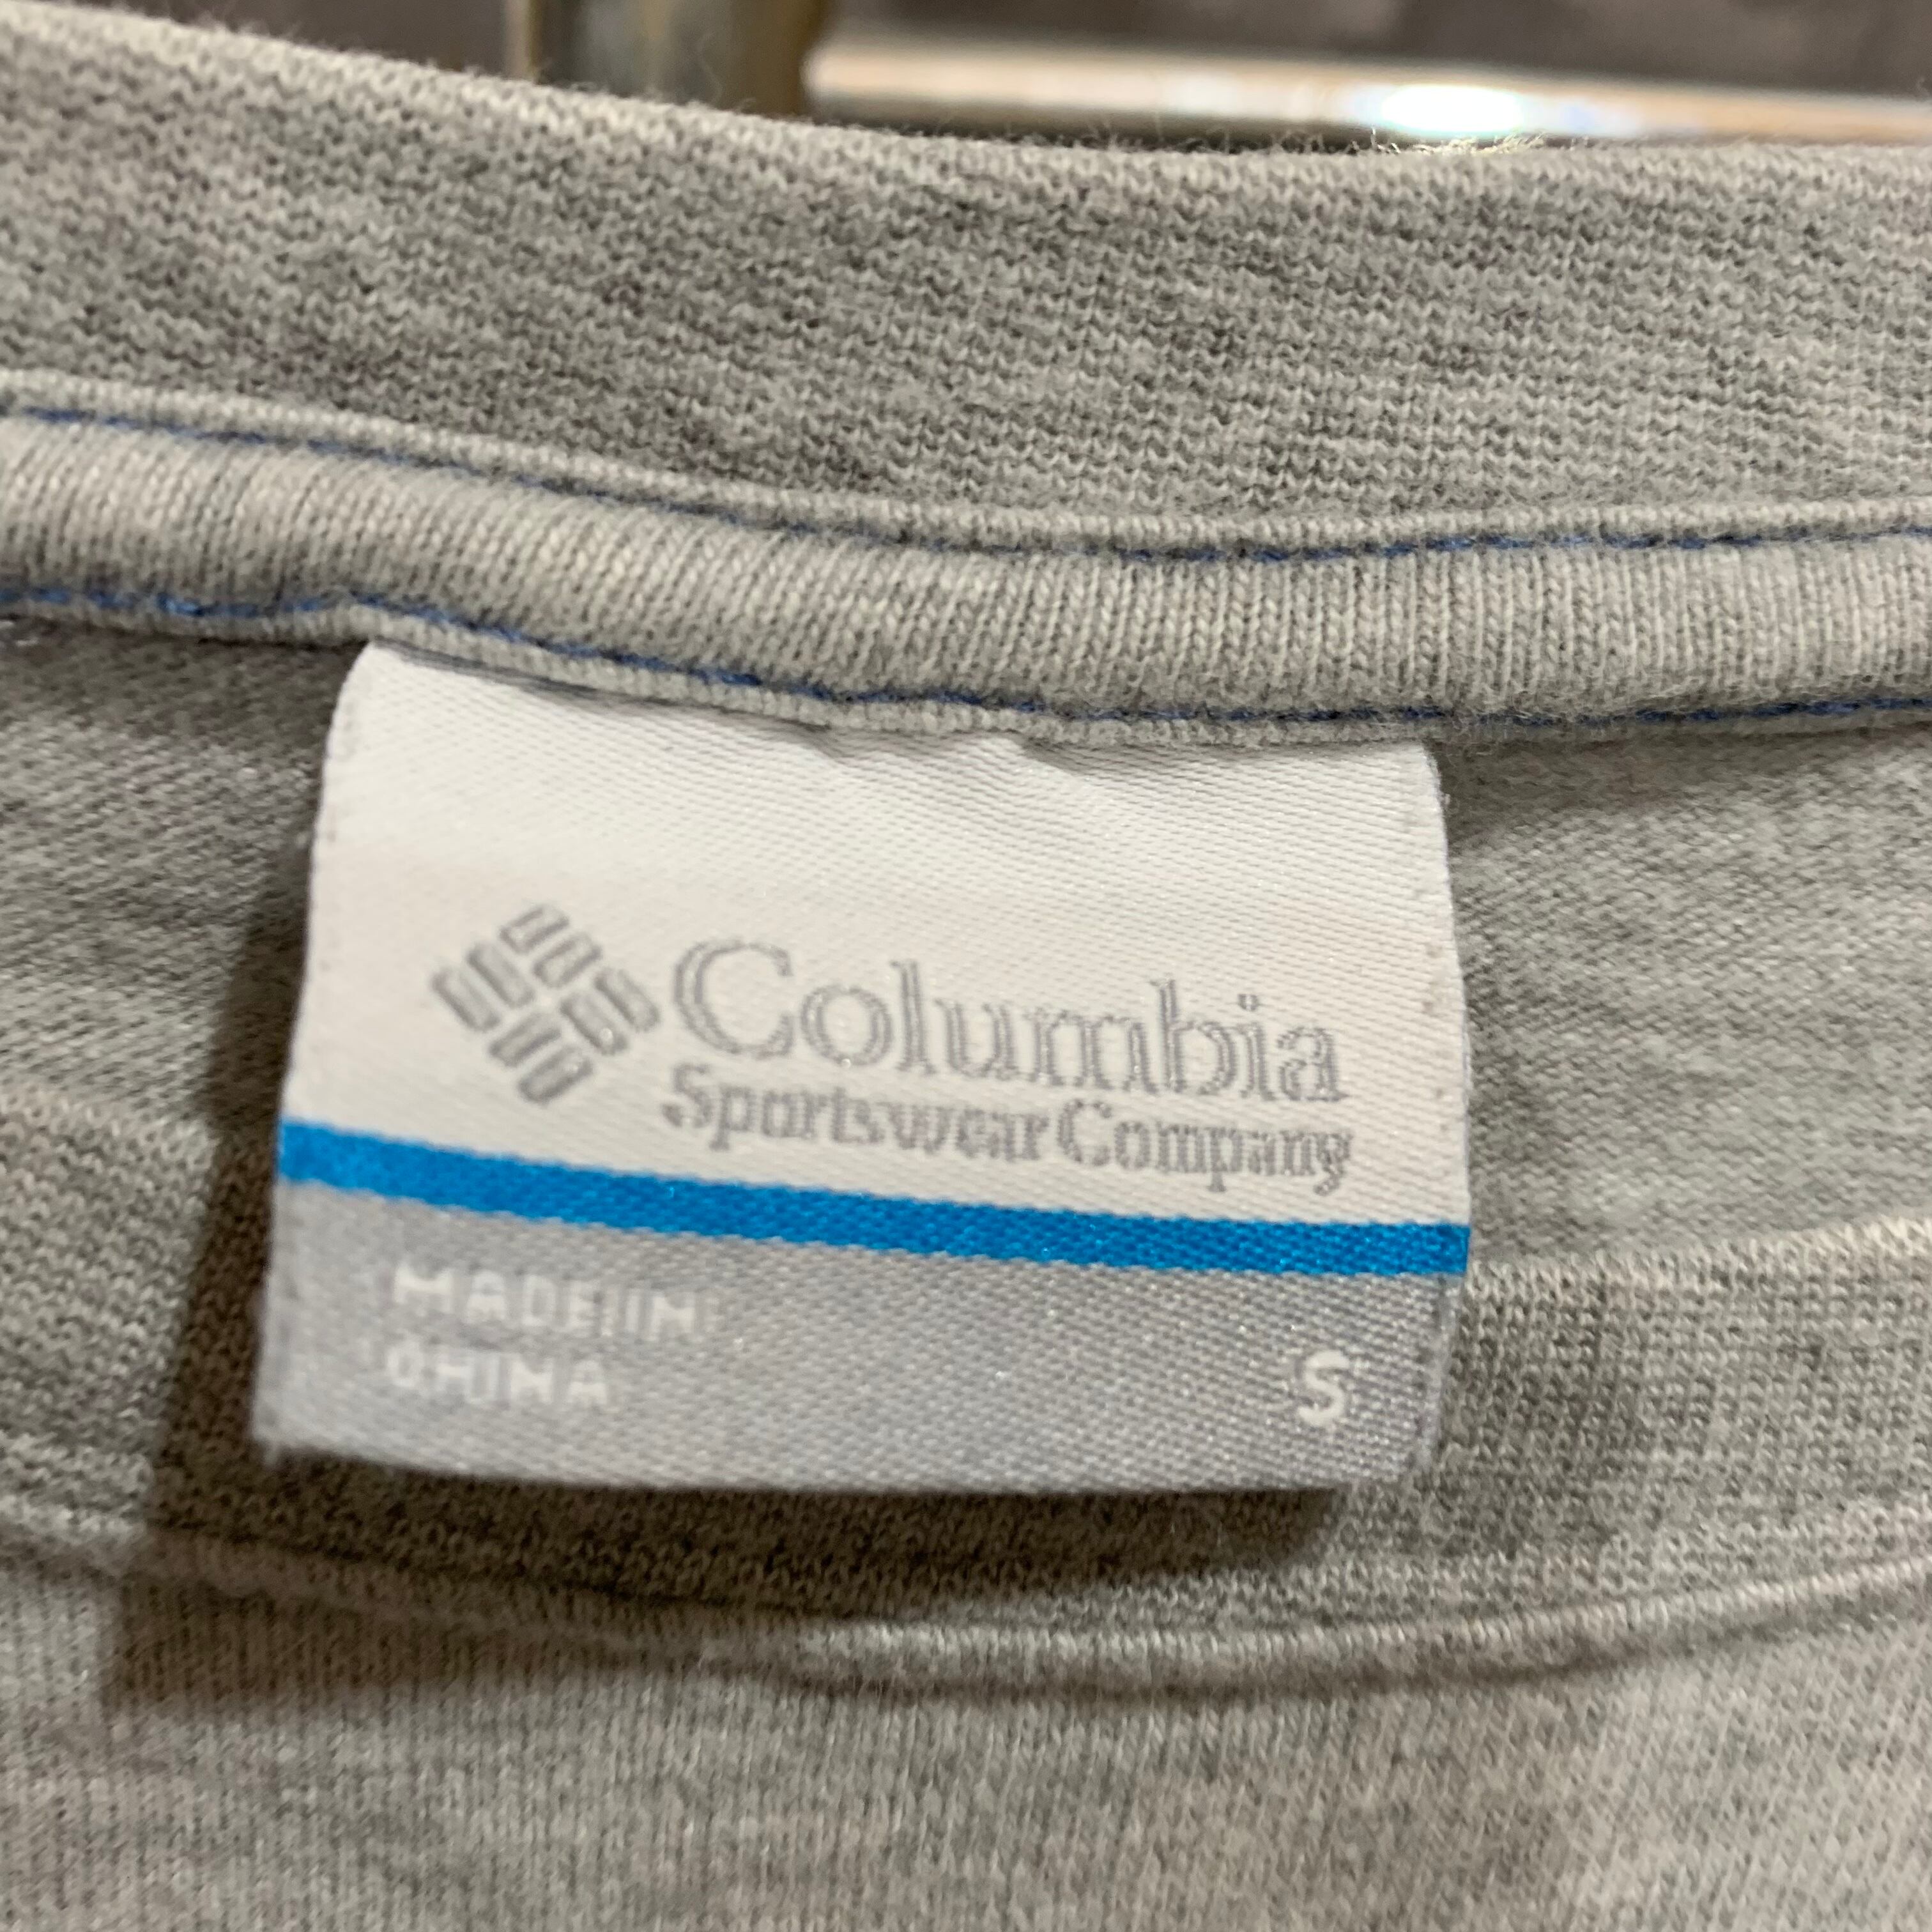 Columbia
Sportswear Company
MADE IN
CHINA
S